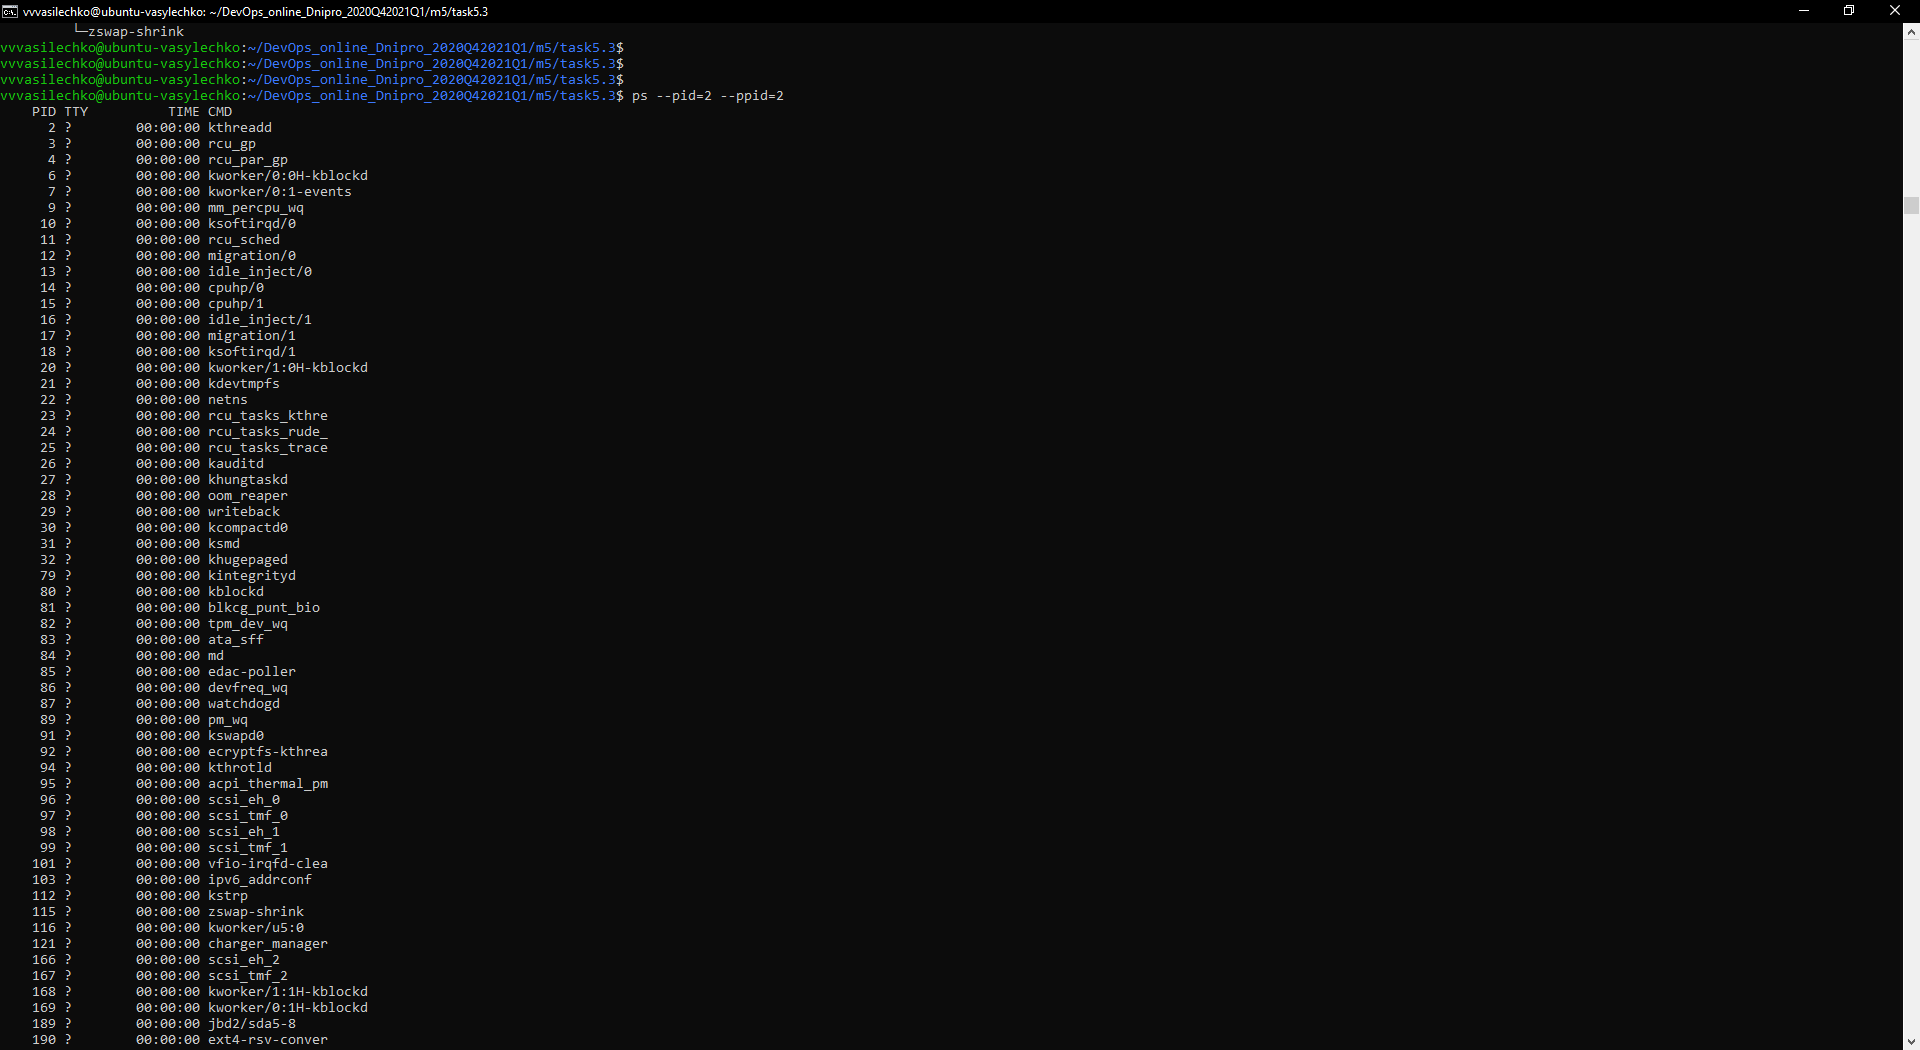 vvvasilechko@ubuntu-vasylechko: ~/DevOps_online_Dnipro_2020Q42021Q1/m5/task5.3
└─zswap-shrink
vvvasilechko@ubuntu-vasylechko:~/DevOps_online_Dnipro_2020Q42021Q1/m5/task5.3$
vvvasilechko@ubuntu-vasylechko:~/DevOps_online_Dnipro_2020Q42021Q1/m5/task5.3$
vvvasilechko@ubuntu-vasylechko:~/DevOps_online_Dnipro_2020Q42021Q1/m5/task5.3$
vvvasilechko@ubuntu-vasylechko:~/DevOps_online_Dnipro_2020Q42021Q1/m5/task5.3$ ps --pid=2 --ppid=2
    PID TTY          TIME CMD
      2 ?        00:00:00 kthreadd
      3 ?        00:00:00 rcu_gp
      4 ?        00:00:00 rcu_par_gp
      6 ?        00:00:00 kworker/0:0H-kblockd
      7 ?        00:00:00 kworker/0:1-events
      9 ?        00:00:00 mm_percpu_wq
     10 ?        00:00:00 ksoftirqd/0
     11 ?        00:00:00 rcu_sched
     12 ?        00:00:00 migration/0
     13 ?        00:00:00 idle_inject/0
     14 ?        00:00:00 cpuhp/0
     15 ?        00:00:00 cpuhp/1
     16 ?        00:00:00 idle_inject/1
     17 ?        00:00:00 migration/1
     18 ?        00:00:00 ksoftirqd/1
     20 ?        00:00:00 kworker/1:0H-kblockd
     21 ?        00:00:00 kdevtmpfs
     22 ?        00:00:00 netns
     23 ?        00:00:00 rcu_tasks_kthre
     24 ?        00:00:00 rcu_tasks_rude_
     25 ?        00:00:00 rcu_tasks_trace
     26 ?        00:00:00 kauditd
     27 ?        00:00:00 khungtaskd
     28 ?        00:00:00 oom_reaper
     29 ?        00:00:00 writeback
     30 ?        00:00:00 kcompactd0
     31 ?        00:00:00 ksmd
     32 ?        00:00:00 khugepaged
     79 ?        00:00:00 kintegrityd
     80 ?        00:00:00 kblockd
     81 ?        00:00:00 blkcg_punt_bio
     82 ?        00:00:00 tpm_dev_wq
     83 ?        00:00:00 ata_sff
     84 ?        00:00:00 md
     85 ?        00:00:00 edac-poller
     86 ?        00:00:00 devfreq_wq
     87 ?        00:00:00 watchdogd
     89 ?        00:00:00 pm_wq
     91 ?        00:00:00 kswapd0
     92 ?        00:00:00 ecryptfs-kthrea
     94 ?        00:00:00 kthrotld
     95 ?        00:00:00 acpi_thermal_pm
     96 ?        00:00:00 scsi_eh_0
     97 ?        00:00:00 scsi_tmf_0
     98 ?        00:00:00 scsi_eh_1
     99 ?        00:00:00 scsi_tmf_1
    101 ?        00:00:00 vfio-irqfd-clea
    103 ?        00:00:00 ipv6_addrconf
    112 ?        00:00:00 kstrp
    115 ?        00:00:00 zswap-shrink
    116 ?        00:00:00 kworker/u5:0
    121 ?        00:00:00 charger_manager
    166 ?        00:00:00 scsi_eh_2
    167 ?        00:00:00 scsi_tmf_2
    168 ?        00:00:00 kworker/1:1H-kblockd
    169 ?        00:00:00 kworker/0:1H-kblockd
    189 ?        00:00:00 jbd2/sda5-8
    190 ?        00:00:00 ext4-rsv-conver